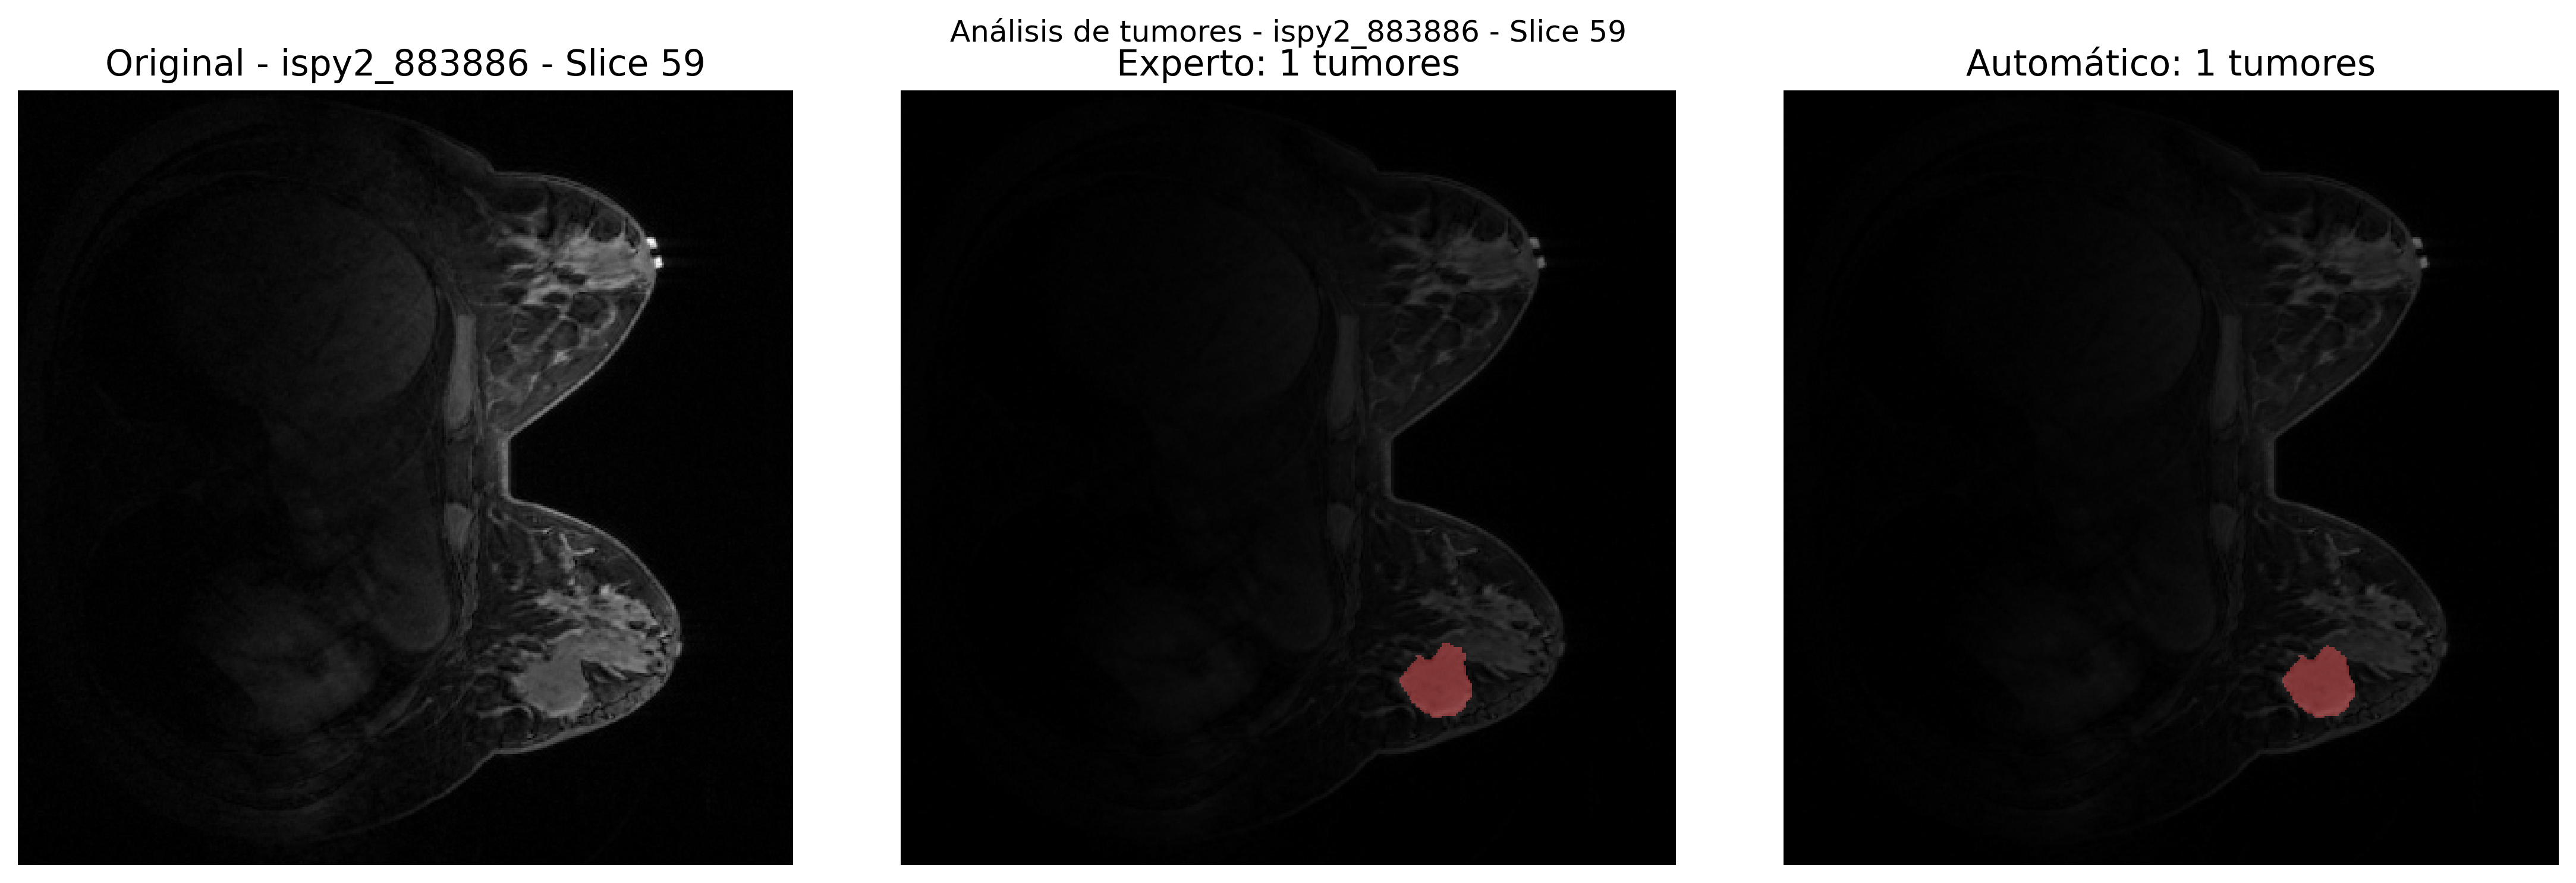 Análisis de tumores - ispy2_883886 - Slice 59
Original - ispy2_883886 - Slice 59
Experto: 1 tumores
Automático: 1 tumores